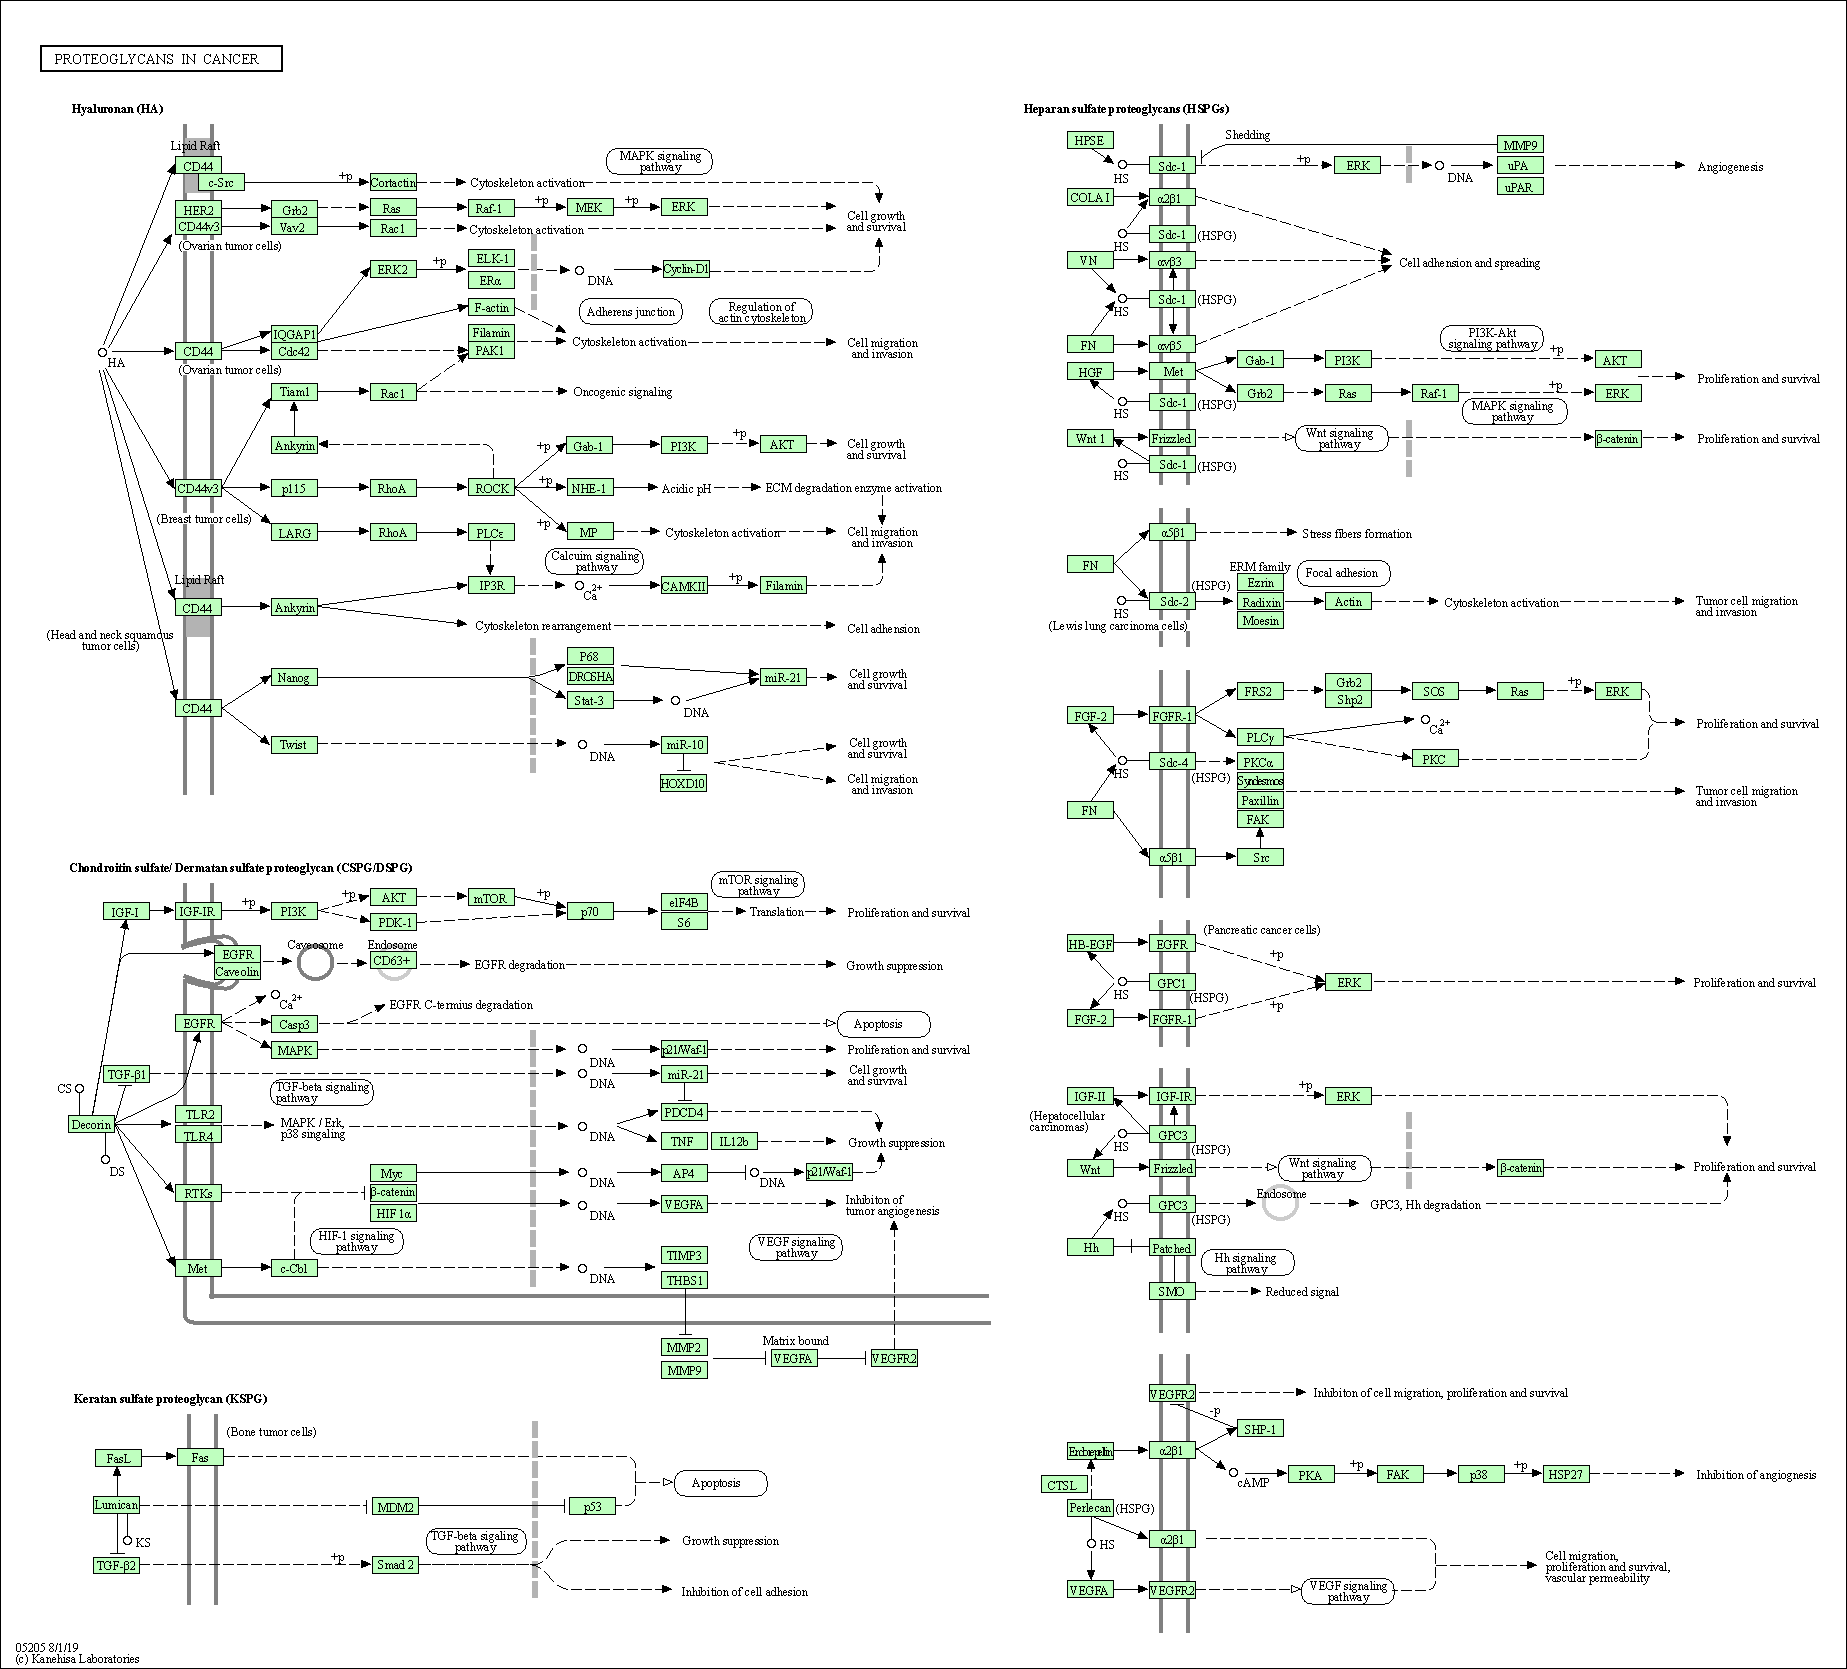 PROTEOGLYCANS IN CANCER
Hyaluronan (HA)
Lipid Raft
CD44
c-Src
+p
Cortactin
Cytoskeleton activation
MAPK signaling
pathway
HER2
Grb2
Ras
Raf-1
+p
MEK
+p
ERK
Cell growth
and survival
CD44v3
Vav2
Rac1
Cytoskeleton activation
(Ovarian tumor cells)
ERK2
+p
ELK-1
ERα
DNA
Cyclin-D1
F-actin
Adherens junction
Regulation of
actin cytoskeleton
HA
CD44
IQGAP1
Cdc42
Filamin
PAK1
Cytoskeleton activation
Cell migration
and invasion
(Ovarian tumor cells)
Tiam1
Rac1
Oncogenic signaling
Ankyrin
+p
Gab-1
PI3K
+p
AKT
Cell growth
and survival
CD44v3
p115
RhoA
ROCK
+p
NHE-1
Acidic pH
ECM degradation enzyme activation
(Breast tumor cells)
LARG
RhoA
PLCε
+p
MP
Cytoskeleton activation
Cell migration
and invasion
Calcuim signaling
pathway
Lipid Raft
CD44
Ankyrin
IP3R
Ca2+
CAMKII
+p
Filamin
Cytoskeleton rearrangement
Cell adhension
(Head and neck squamous
tumor cells)
CD44
Nanog
P68
DROSHA
Stat-3
DNA
miR-21
Cell growth
and survival
Twist
DNA
miR-10
HOXD10
Cell growth
and survival
Cell migration
and invasion
Chondroitin sulfate/ Dermatan sulfate proteoglycan (CSPG/DSPG)
IGF-I
IGF-IR
+p
PI3K
+p
AKT
PDK-1
mTOR
+p
p70
eIF4B
S6
mTOR signaling
pathway
Translation
Proliferation and survival
EGFR
Caveolin
Caveosome
Endosome
CD63+
EGFR degradation
Growth suppression
Ca2+
EGFR C-termius degradation
EGFR
Casp3
Apoptosis
MAPK
DNA
p21/Waf-1
Proliferation and survival
TGF-β1
DNA
miR-21
Cell growth
and survival
CS
Decorin
DS
TGF-beta signaling
pathway
TLR2
TLR4
MAPK / Erk,
p38 singaling
DNA
PDCD4
TNF
IL12b
Growth suppression
RTKs
Myc
β-catenin
HIF 1α
DNA
AP4
DNA
p21/Waf-1
DNA
VEGFA
Inhibiton of
tumor angiogenesis
HIF-1 signaling
pathway
VEGF signaling
pathway
Met
c-Cbl
DNA
TIMP3
THBS1
MMP2
MMP9
Matrix bound
VEGFA
VEGFR2
Keratan sulfate proteoglycan (KSPG)
(Bone tumor cells)
FasL
Fas
Apoptosis
Lumican
MDM2
p53
KS
TGF-β2
+p
Smad 2
TGF-beta sigaling
pathway
Growth suppression
Inhibition of cell adhesion
05205 8/1/19
(c) Kanehisa Laboratories
Heparan sulfate proteoglycans (HSPGs)
HPSE
HS
Sdc-1
Shedding
+p
ERK
DNA
MMP9
uPA
uPAR
Angiogenesis
COLA1
α2β1
HS
Sdc-1
(HSPG)
VN
αvβ3
Cell adhension and spreading
HS
Sdc-1
(HSPG)
FN
αvβ5
HGF
Met
Gab-1
PI3K
PI3K-Akt
signaling pathway
+p
AKT
Grb2
Ras
Raf-1
+p
ERK
Proliferation and survival
HS
Sdc-1
(HSPG)
MAPK signaling
pathway
Wnt 1
Frizzled
Wnt signaling
pathway
β-catenin
Proliferation and survival
HS
Sdc-1
(HSPG)
α5β1
Stress fibers formation
FN
HS
Sdc-2
(HSPG)
ERM family
Ezrin
Radixin
Moesin
Focal adhesion
Actin
Cytoskeleton activation
Tumor cell migration
and invasion
(Lewis lung carcinoma cells)
FGF-2
FGFR-1
FRS2
Grb2
Shp2
SOS
Ras
+p
ERK
Proliferation and survival
PLCγ
Ca2+
PKC
HS
Sdc-4
(HSPG)
PKCα
Syndesmos
Paxillin
FAK
Tumor cell migration
and invasion
FN
α5β1
Src
HB-EGF
EGFR
(Pancreatic cancer cells)
+p
HS
GPC1
(HSPG)
ERK
Proliferation and survival
FGF-2
FGFR-1
+p
IGF-II
IGF-IR
+p
ERK
(Hepatocellular
carcinomas)
HS
GPC3
(HSPG)
Wnt
Frizzled
Wnt signaling
pathway
β-catenin
Proliferation and survival
HS
GPC3
(HSPG)
Endosome
GPC3, Hh degradation
Hh
Patched
Hh signaling
pathway
SMO
Reduced signal
VEGFR2
Inhibiton of cell migration, proliferation and survival
-p
SHP-1
Endorepellin
α2β1
cAMP
PKA
+p
FAK
p38
+p
HSP27
Inhibition of angiognesis
CTSL
Perlecan
(HSPG)
HS
α2β1
VEGFA
VEGFR2
VEGF signaling
pathway
Cell migration,
proliferation and survival,
vascular permeability